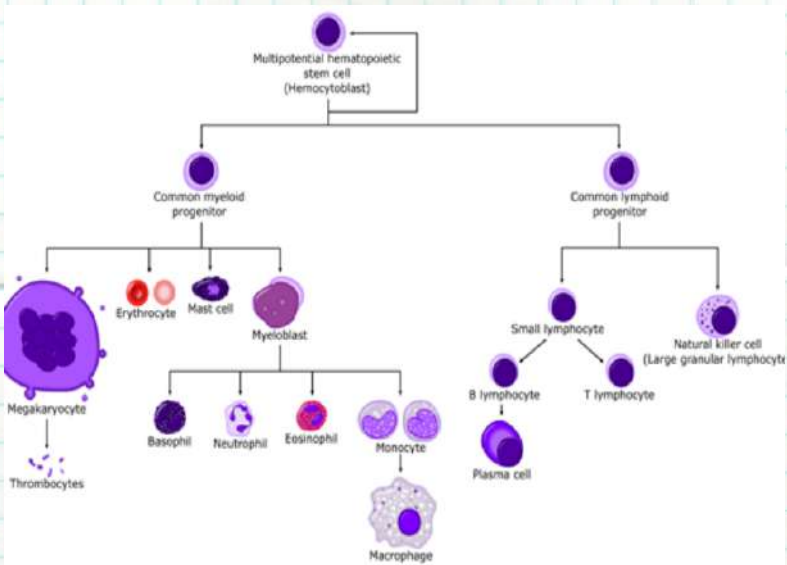 Multipotential hematopoietic
stem cell
(Hemocytoblast)
Common myeloid
progenitor
Common lymphoid
progenitor
Erythrocyte
Mast cell
Myeloblast
Small lymphocyte
Natural killer cell
(Large granular lymphocyte
Megakaryocyte
B lymphocyte
T lymphocyte
Basophil
Neutrophil
Eosinophil
Monocyte
Plasma cell
Thrombocytes
Macrophage